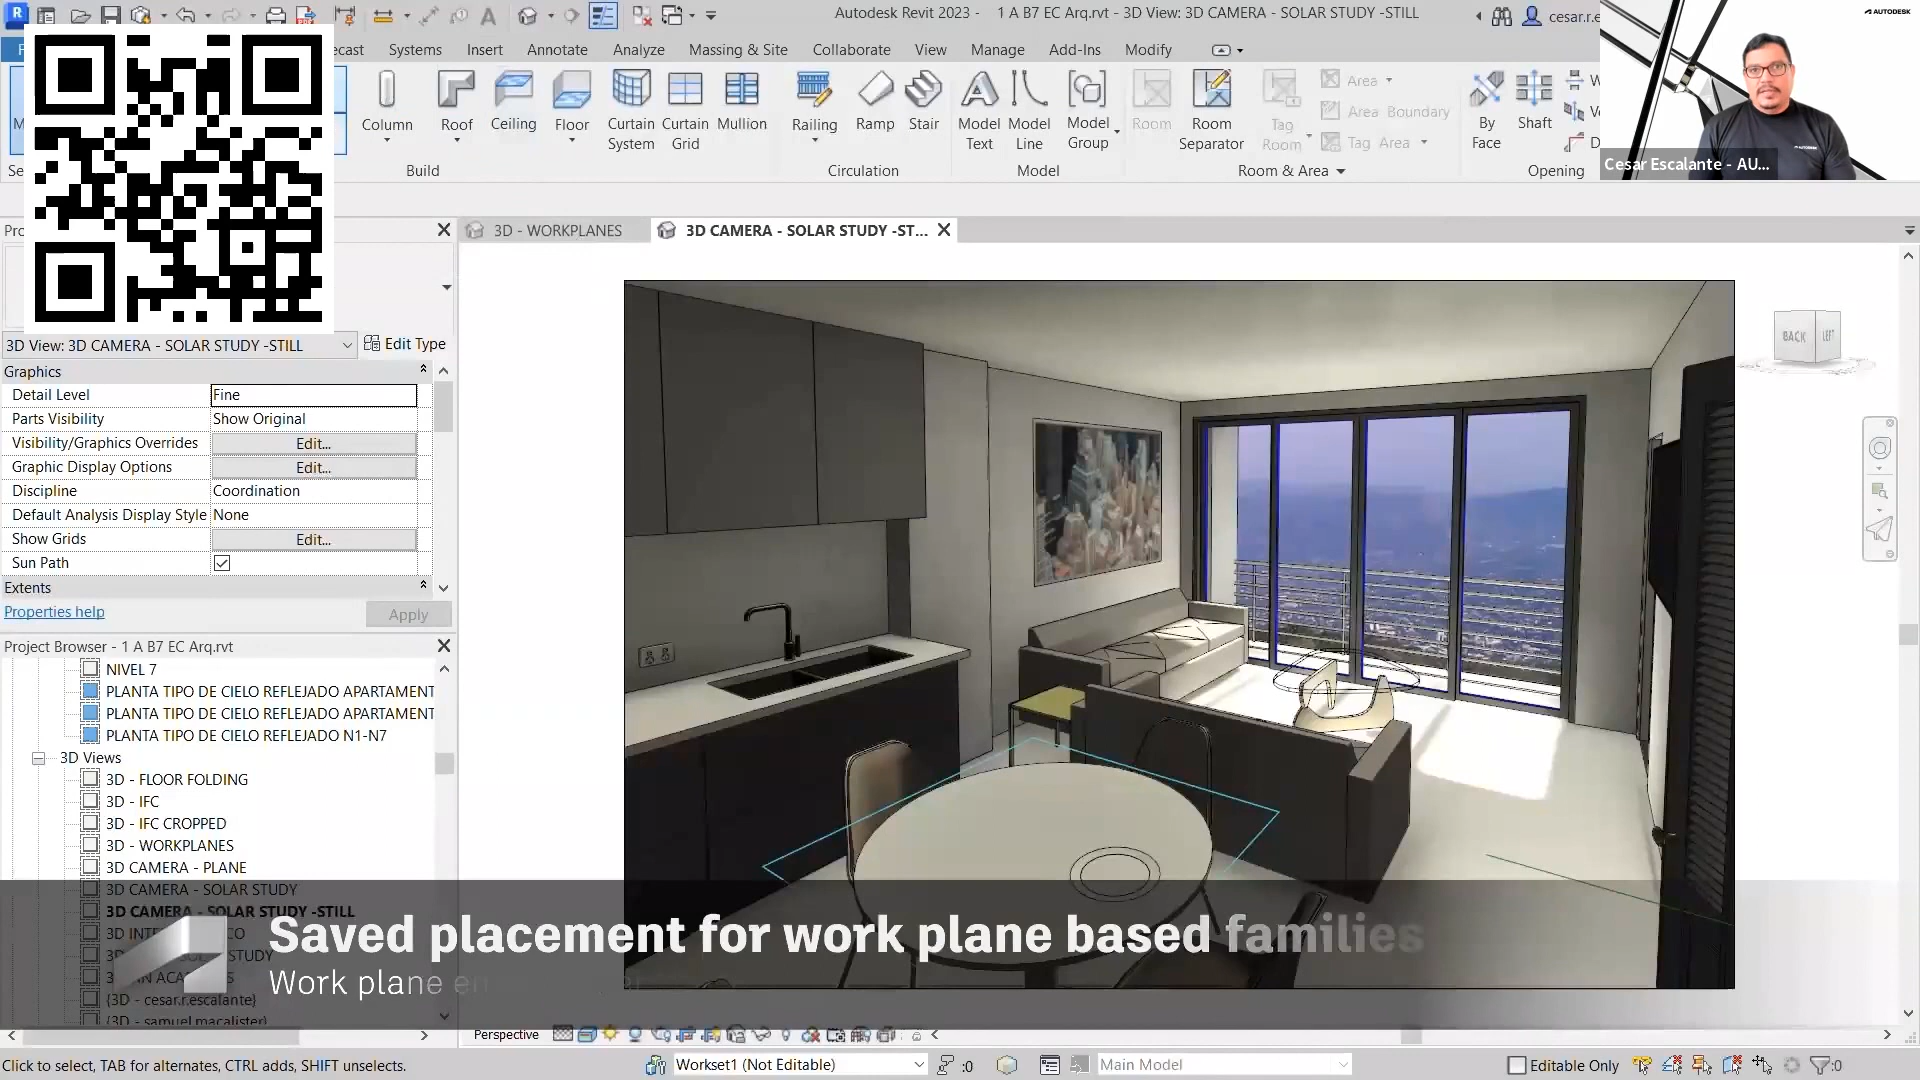 Autodesk Revit 2023 - 1 A B7 EC Arq.rvt - 3D View: 3D CAMERA - SOLAR STUDY -STILL
cesar.r.e
AUTODESK
Systems Insert Annotate Analyze Massing & Site Collaborate View Manage Add-Ins Modify
Column
Roof
Ceiling
Floor
Curtain System
Curtain Grid
Mullion
Railing
Ramp
Stair
Model Text
Model Line
Model Group
Room
Room Separator
Tag Room
Area
Area Boundary
Tag Area
By Face
Shaft
Build
Circulation
Model
Room & Area
Opening
Cesar Escalante - AU...
3D - WORKPLANES
3D CAMERA - SOLAR STUDY -ST...
3D View: 3D CAMERA - SOLAR STUDY -STILL
Edit Type
Graphics
Detail Level Fine
Parts Visibility Show Original
Visibility/Graphics Overrides Edit...
Graphic Display Options Edit...
Discipline Coordination
Default Analysis Display Style None
Show Grids Edit...
Sun Path
Extents
Properties help
Apply
BACK LEFT
Project Browser - 1 A B7 EC Arq.rvt
NIVEL 7
PLANTA TIPO DE CIELO REFLEJADO APARTAMENT
PLANTA TIPO DE CIELO REFLEJADO APARTAMENT
PLANTA TIPO DE CIELO REFLEJADO N1-N7
3D Views
3D - FLOOR FOLDING
3D - IFC
3D - IFC CROPPED
3D - WORKPLANES
3D CAMERA - PLANE
3D CAMERA - SOLAR STUDY
3D CAMERA - SOLAR STUDY -STILL
{3D - cesar.r.escalante}
{3D - samuel.macalister}
Saved placement for work plane based families
Work plane
Perspective
Click to select, TAB for alternates, CTRL adds, SHIFT unselects.
Workset1 (Not Editable)
:0
Main Model
Editable Only
:0